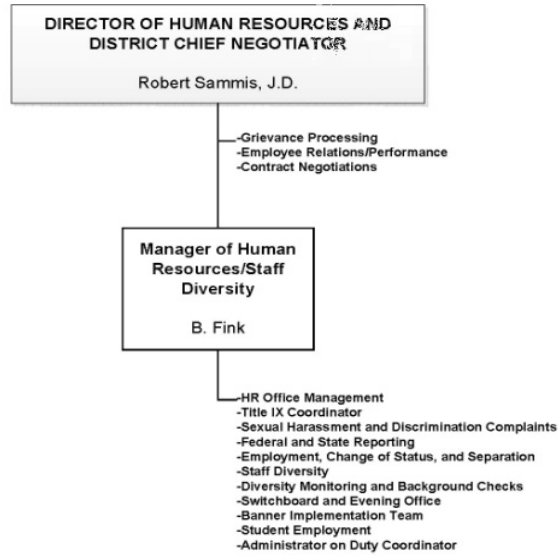 DIRECTOR OF HUMAN RESOURCES AND
DISTRICT CHIEF NEGOTIATOR
Robert Sammis, J.D.
-Grievance Processing
-Employee Relations/Performance
-Contract Negotiations
Manager of Human
Resources/Staff
Diversity
B. Fink
-HR Office Management
-Title IX Coordinator
-Sexual Harassment and Discrimination Complaints
-Federal and State Reporting
-Employment, Change of Status, and Separation
-Staff Diversity
-Diversity Monitoring and Background Checks
-Switchboard and Evening Office
-Banner Implementation Team
-Student Employment
-Administrator on Duty Coordinator